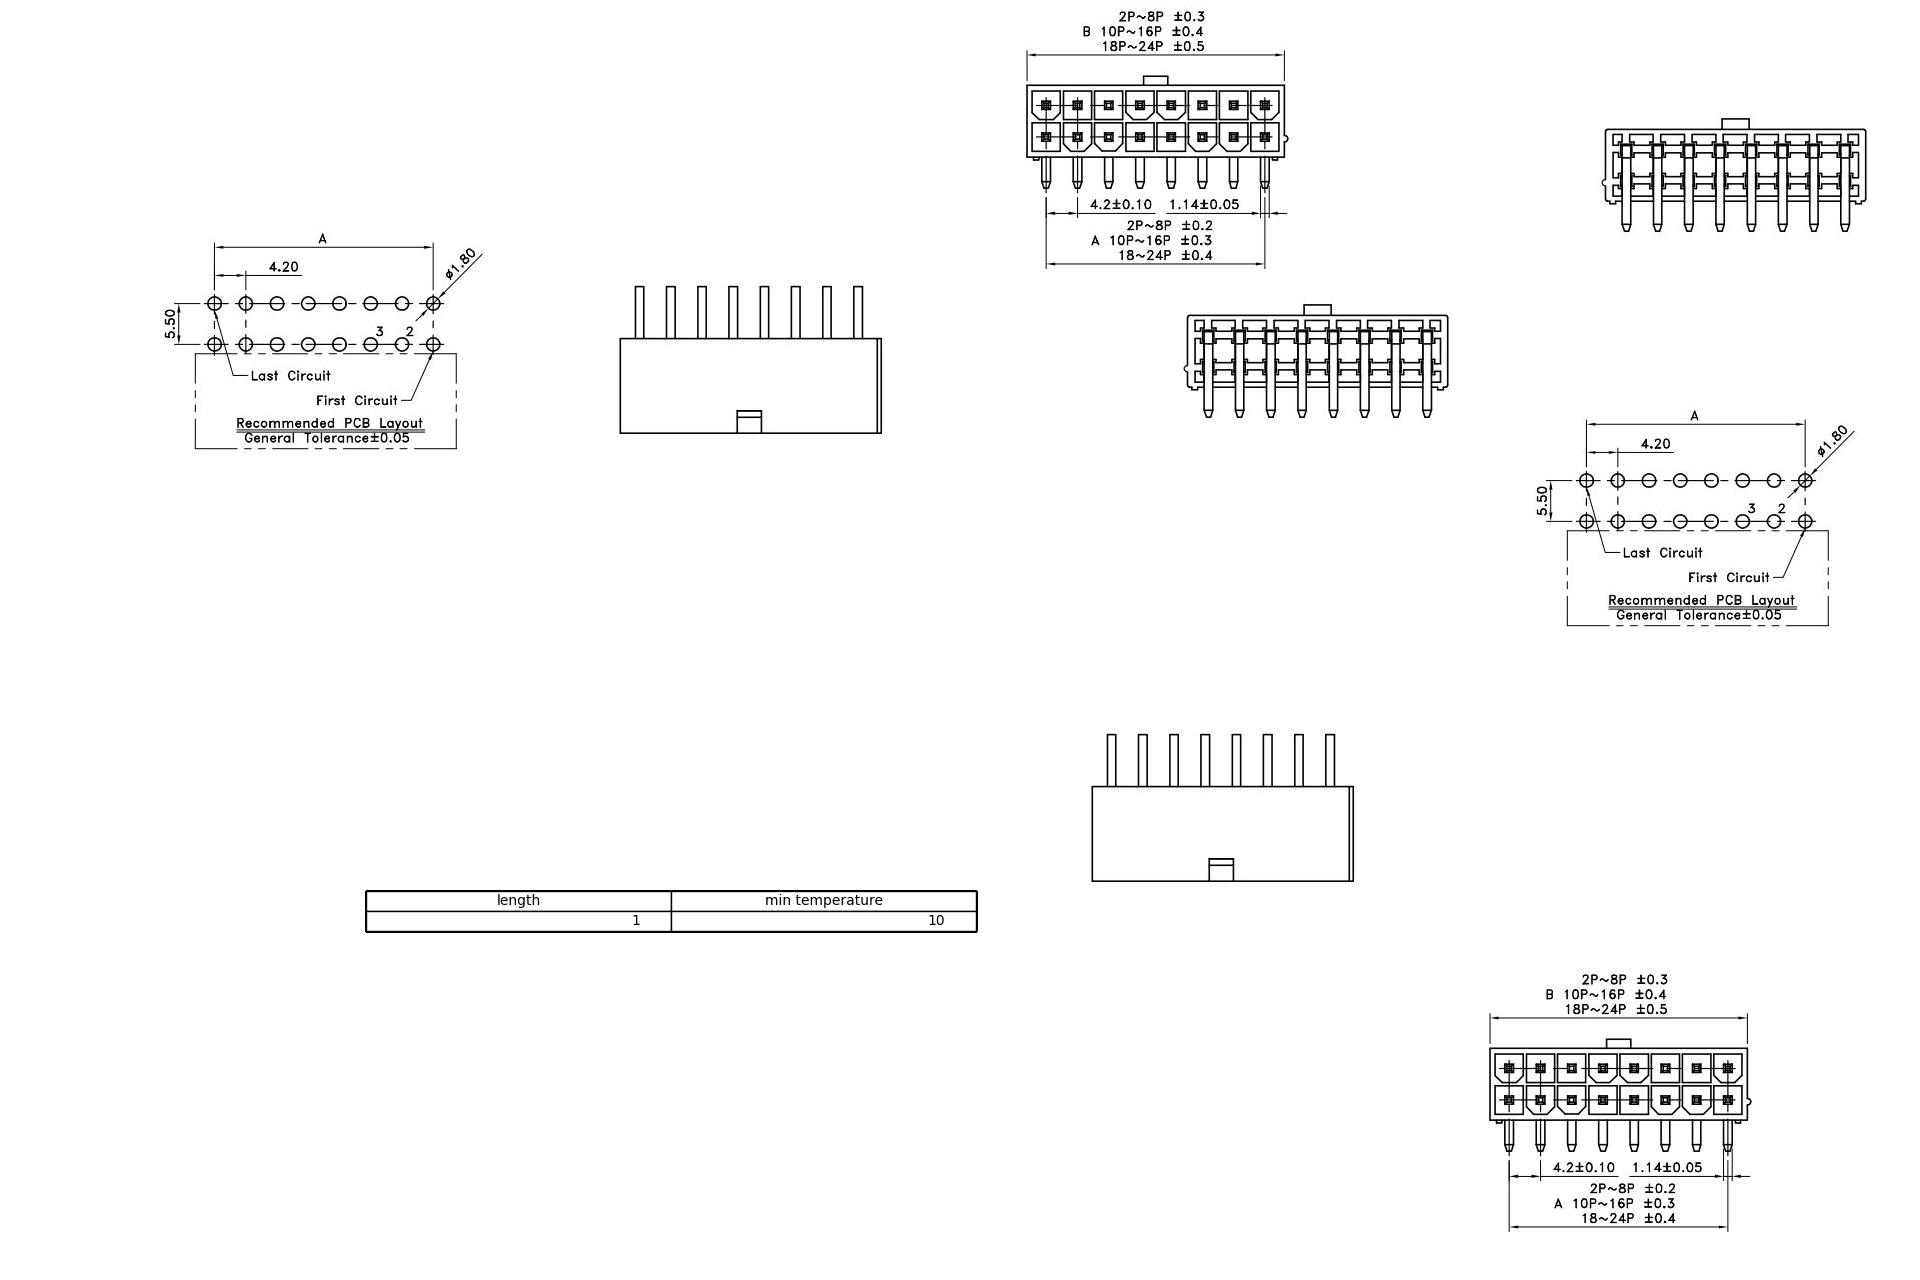 2P~8P ±0.3
B 10P~16P ±0.4
18P~24P ±0.5
4.2±0.10 1.14±0.05
2P~8P ±0.2
A 10P~16P ±0.3
18~24P ±0.4
A
4.20
ø1.80
5.50
3 2
Last Circuit
First Circuit
Recommended PCB Layout
General Tolerance±0.05
A
4.20
ø1.80
5.50
3 2
Last Circuit
First Circuit
Recommended PCB Layout
General Tolerance±0.05
length min temperature
1 10
2P~8P ±0.3
B 10P~16P ±0.4
18P~24P ±0.5
4.2±0.10 1.14±0.05
2P~8P ±0.2
A 10P~16P ±0.3
18~24P ±0.4